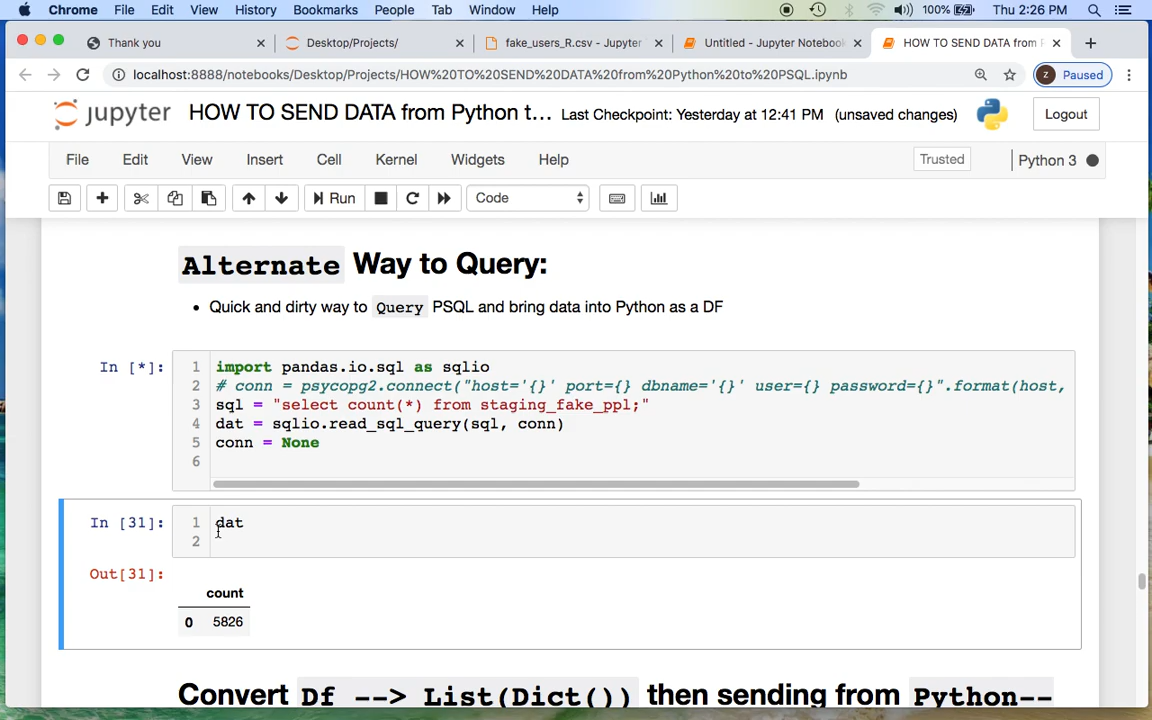 Chrome File Edit View History Bookmarks People Tab Window Help 100% Thu 2:26 PM
Thank you × Desktop/Projects/ × fake_users_R.csv - Jupyter × Untitled - Jupyter Notebook × HOW TO SEND DATA from P ×
localhost:8888/notebooks/Desktop/Projects/HOW%20TO%20SEND%20DATA%20from%20Python%20to%20PSQL.ipynb z Paused
jupyter HOW TO SEND DATA from Python t... Last Checkpoint: Yesterday at 12:41 PM (unsaved changes) Logout
File Edit View Insert Cell Kernel Widgets Help Trusted Python 3
Run Code
Alternate Way to Query:
• Quick and dirty way to Query PSQL and bring data into Python as a DF
In [*]: 1 import pandas.io.sql as sqlio
2 # conn = psycopg2.connect("host='{}' port={} dbname='{}' user={} password={}".format(host,
3 sql = "select count(*) from staging_fake_ppl;"
4 dat = sqlio.read_sql_query(sql, conn)
5 conn = None
6
In [31]: 1 dat
2
Out[31]:
count
0 5826
Convert Df --> List(Dict()) then sending from Python--